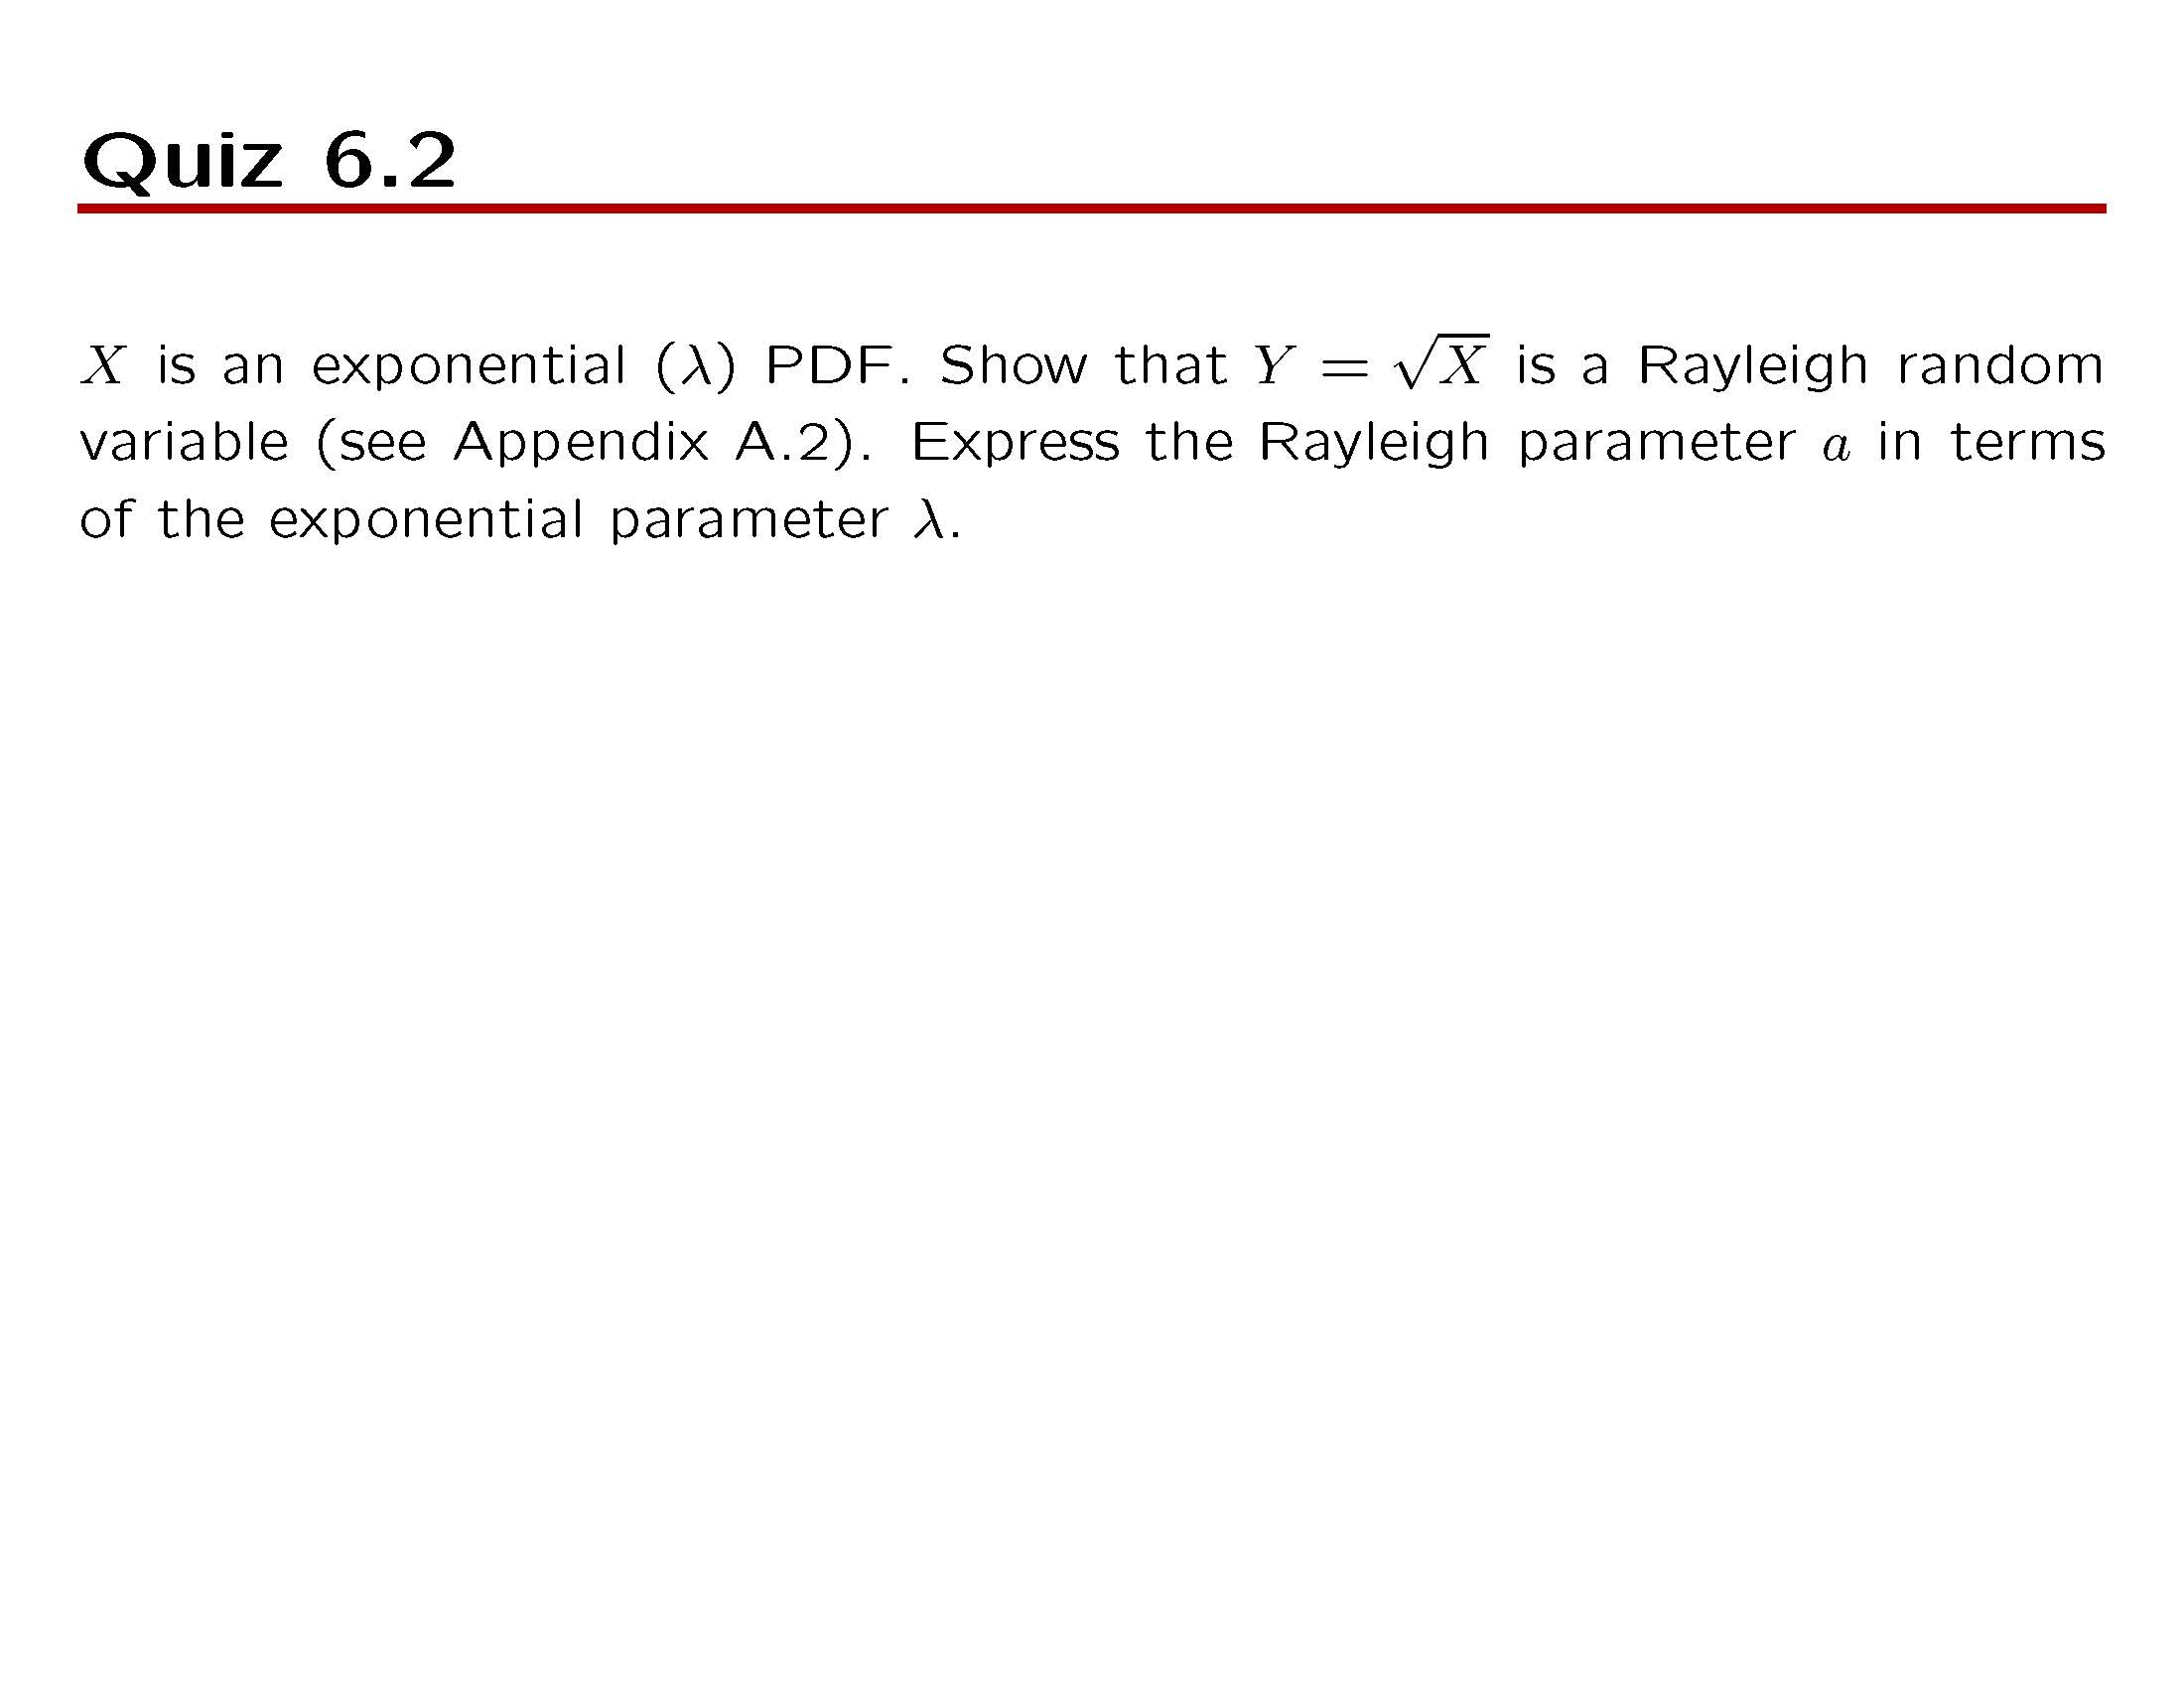 Quiz 6.2
X is an exponential (λ) PDF. Show that Y = √X is a Rayleigh random
variable (see Appendix A.2). Express the Rayleigh parameter a in terms
of the exponential parameter λ.